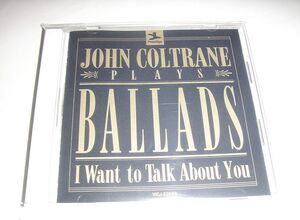 JOHN COLTRANE
PLAYS
BALLADS
I Want to Talk About You